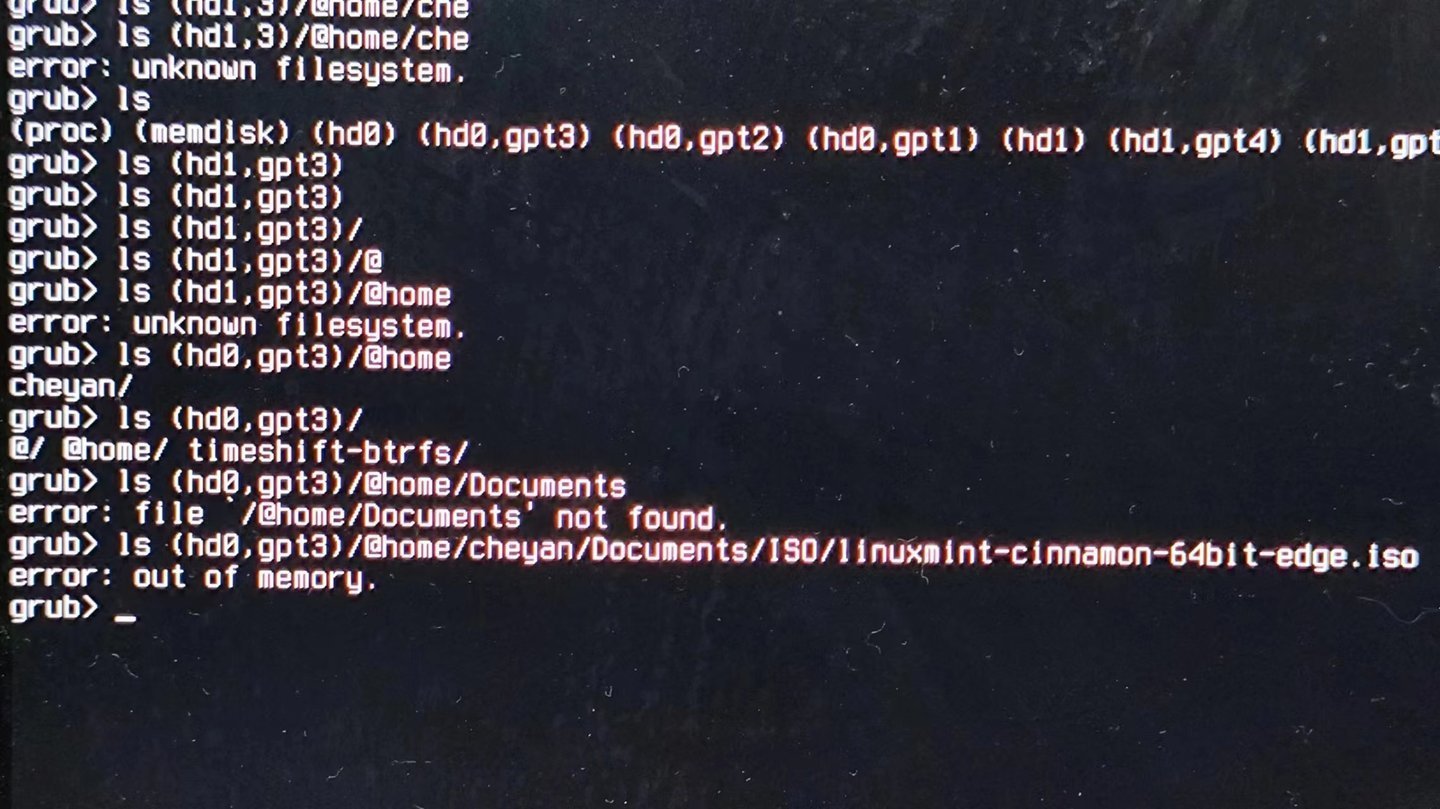 grub> ls (hd1,3)/@home/che
grub> ls (hd1,3)/@home/che
error: unknown filesystem.
grub> ls
(proc) (memdisk) (hd0) (hd0,gpt3) (hd0,gpt2) (hd0,gpt1) (hd1) (hd1,gpt4) (hd1,gpt
grub> ls (hd1,gpt3)
grub> ls (hd1,gpt3)
grub> ls (hd1,gpt3)/
grub> ls (hd1,gpt3)/@
grub> ls (hd1,gpt3)/@home
error: unknown filesystem.
grub> ls (hd0,gpt3)/@home
cheyan/
grub> ls (hd0,gpt3)/
@/ @home/ timeshift-btrfs/
grub> ls (hd0,gpt3)/@home/Documents
error: file `/@home/Documents' not found.
grub> ls (hd0,gpt3)/@home/cheyan/Documents/ISO/linuxmint-cinnamon-64bit-edge.iso
error: out of memory.
grub> _